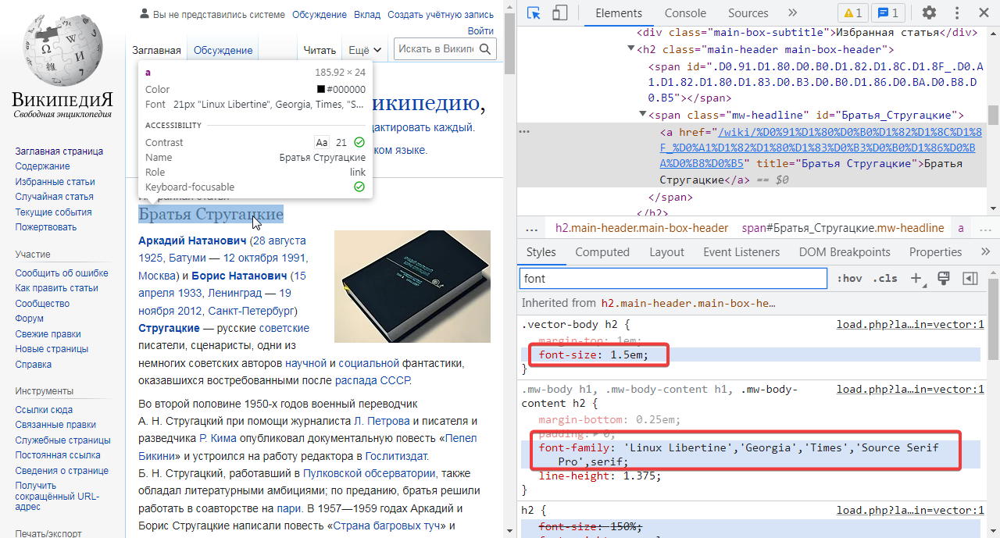 Вы не представились системе Обсуждение Вклад Создать учётную запись
Войти
ВИКИПЕДИЯ
Свободная энциклопедия
Заглавная Обсуждение Читать Ещё Искать в Викип
a 185.92 × 24
Color #000000
Font 21px "Linux Libertine", Georgia, Times, "S...
ACCESSIBILITY
Contrast Aa 21
Name Братья Стругацкие
Role link
Keyboard-focusable
икипедию,
дактировать каждый.
ком языке.
Братья Стругацкие
Аркадий Натанович (28 августа
1925, Батуми — 12 октября 1991,
Москва) и Борис Натанович (15
апреля 1933, Ленинград — 19
ноября 2012, Санкт-Петербург)
Стругацкие — русские советские
писатели, сценаристы, одни из
немногих советских авторов научной и социальной фантастики,
оказавшихся востребованными после распада СССР.
Во второй половине 1950-х годов военный переводчик
А. Н. Стругацкий при помощи журналиста Л. Петрова и писателя и
разведчика Р. Кима опубликовал документальную повесть «Пепел
Бикини» и устроился на работу редактора в Гослитиздат.
Б. Н. Стругацкий, работавший в Пулковской обсерватории, также
обладал литературными амбициями; по преданию, братья решили
работать в соавторстве на пари. В 1957—1959 годах Аркадий и
Борис Стругацкие написали повесть «Страна багровых туч» и
Заглавная страница
Содержание
Избранные статьи
Случайная статья
Текущие события
Пожертвовать
Участие
Сообщить об ошибке
Как править статьи
Сообщество
Форум
Свежие правки
Новые страницы
Справка
Инструменты
Ссылки сюда
Связанные правки
Служебные страницы
Постоянная ссылка
Сведения о странице
Получить
сокращённый URL-
адрес
Печать/экспорт
Elements Console Sources » 1 1
<div class="main-box-subtitle">Избранная статья</div>
▼<h2 class="main-header main-box-header">
<span id=".D0.91.D1.80.D0.B0.D1.82.D1.8C.D1.8F_.D0.A
1.D1.82.D1.80.D1.83.D0.B3.D0.B0.D1.86.D0.BA.D0.B8.D
0.B5"></span>
▼<span class="mw-headline" id="Братья_Стругацкие">
... <a href="/wiki/%D0%91%D1%80%D0%B0%D1%82%D1%8C%D1%8
F_%D0%A1%D1%82%D1%80%D1%83%D0%B3%D0%B0%D1%86%D0%B
A%D0%B8%D0%B5" title="Братья Стругацкие">Братья
Стругацкие</a> == $0
</span>
</h2>
... h2.main-header.main-box-header span#Братья_Стругацкие.mw-headline a ...
Styles Computed Layout Event Listeners DOM Breakpoints Properties »
font :hov .cls +
Inherited from h2.main-header.main-box-he…
.vector-body h2 { load.php?la…in=vector:1
margin-top: 1em;
font-size: 1.5em;
}
.mw-body h1, .mw-body-content h1, .mw-body- load.php?la…in=vector:1
content h2 {
margin-bottom: 0.25em;
padding: ▶ 0;
font-family: 'Linux Libertine','Georgia','Times','Source Serif
Pro',serif;
line-height: 1.375;
}
h2 { load.php?la…in=vector:1
font-size: 150%;